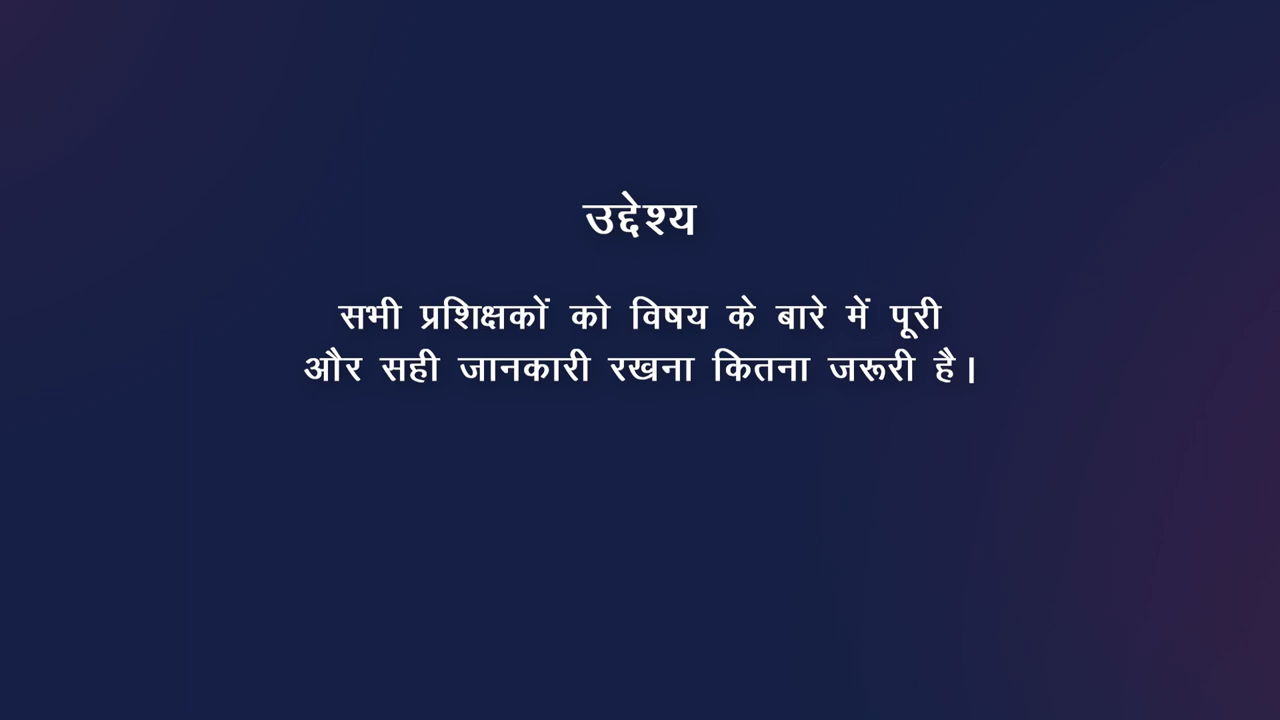 उद्देश्य
सभी प्रशिक्षकों को विषय के बारे में पूरी
और सही जानकारी रखना कितना जरूरी है।